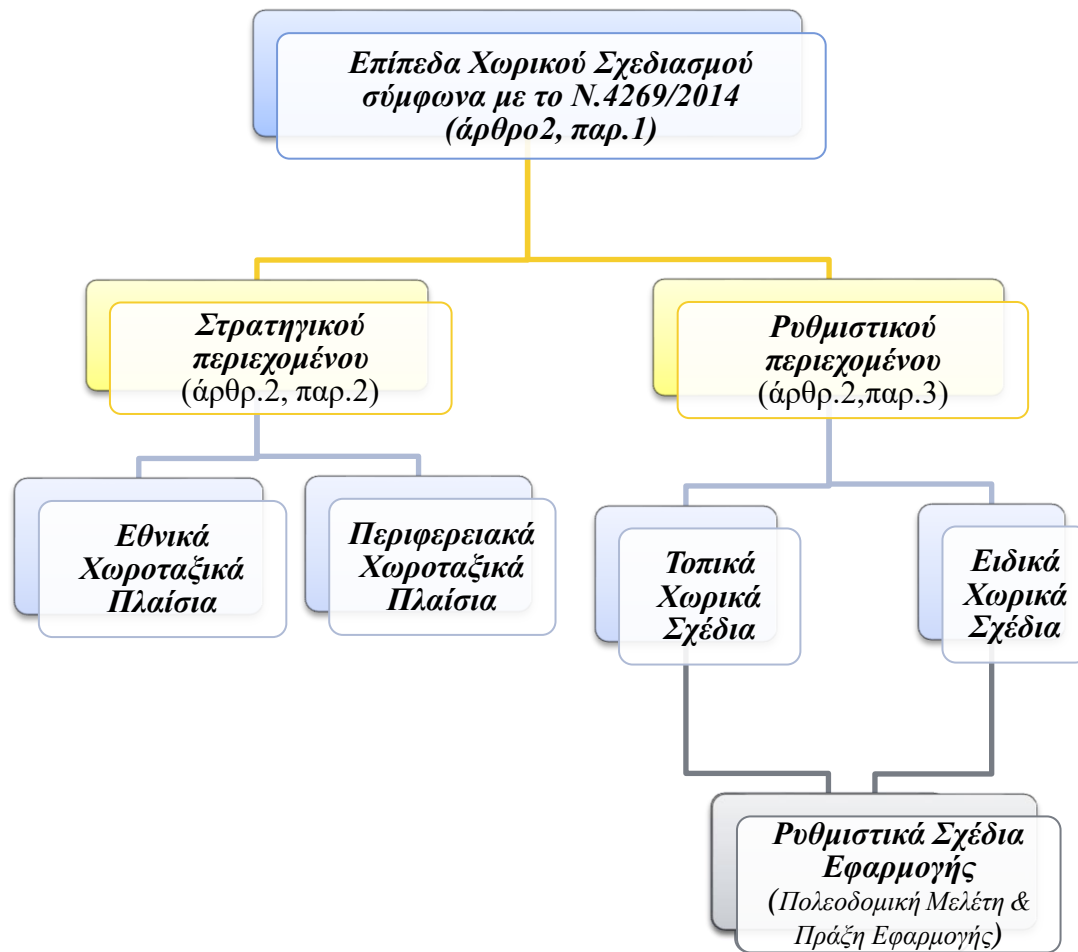 Επίπεδα Χωρικού Σχεδιασμού
σύμφωνα με το Ν.4269/2014
(άρθρο2, παρ.1)
Στρατηγικού
περιεχομένου
(άρθρ.2, παρ.2)
Ρυθμιστικού
περιεχομένου
(άρθρ.2,παρ.3)
Εθνικά
Χωροταξικά
Πλαίσια
Περιφερειακά
Χωροταξικά
Πλαίσια
Τοπικά
Χωρικά
Σχέδια
Ειδικά
Χωρικά
Σχέδια
Ρυθμιστικά Σχέδια
Εφαρμογής
(Πολεοδομική Μελέτη &
Πράξη Εφαρμογής)